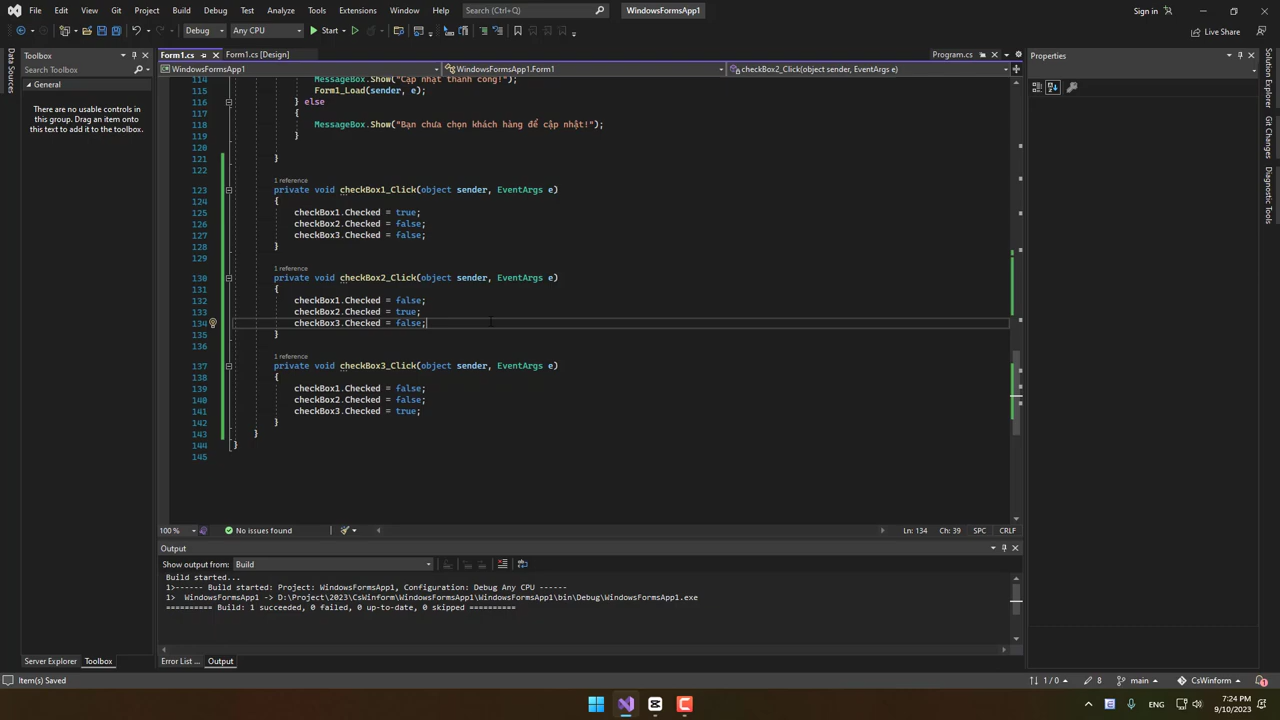 File Edit View Git Project Build Debug Test Analyze Tools Extensions Window Help Search (Ctrl+Q) WindowsFormsApp1 Sign in
Debug Any CPU Start Live Share
Data Sources
Toolbox
Search Toolbox
General
There are no usable controls in
this group. Drag an item onto
this text to add it to the toolbox.
Form1.cs Form1.cs [Design] Program.cs
WindowsFormsApp1 WindowsFormsApp1.Form1 checkBox2_Click(object sender, EventArgs e)
114 MessageBox.Show("Cập nhật thành công!");
115 Form1_Load(sender, e);
116 } else
117 {
118 MessageBox.Show("Bạn chưa chọn khách hàng để cập nhật!");
119 }
120
121 }
122
1 reference
123 private void checkBox1_Click(object sender, EventArgs e)
124 {
125 checkBox1.Checked = true;
126 checkBox2.Checked = false;
127 checkBox3.Checked = false;
128 }
129
1 reference
130 private void checkBox2_Click(object sender, EventArgs e)
131 {
132 checkBox1.Checked = false;
133 checkBox2.Checked = true;
134 checkBox3.Checked = false;
135 }
136
1 reference
137 private void checkBox3_Click(object sender, EventArgs e)
138 {
139 checkBox1.Checked = false;
140 checkBox2.Checked = false;
141 checkBox3.Checked = true;
142 }
143 }
144 }
145
100 % No issues found Ln: 134 Ch: 39 SPC CRLF
Output
Show output from: Build
Build started...
1>------ Build started: Project: WindowsFormsApp1, Configuration: Debug Any CPU ------
1> WindowsFormsApp1 -> D:\Project\2023\CsWinform\WindowsFormsApp1\WindowsFormsApp1\bin\Debug\WindowsFormsApp1.exe
========== Build: 1 succeeded, 0 failed, 0 up-to-date, 0 skipped ==========
Properties
Solution Explorer
Git Changes
Diagnostic Tools
Server Explorer Toolbox Error List ... Output
Item(s) Saved 1 / 0 8 main CsWinform 1
ENG 7:24 PM
9/10/2023